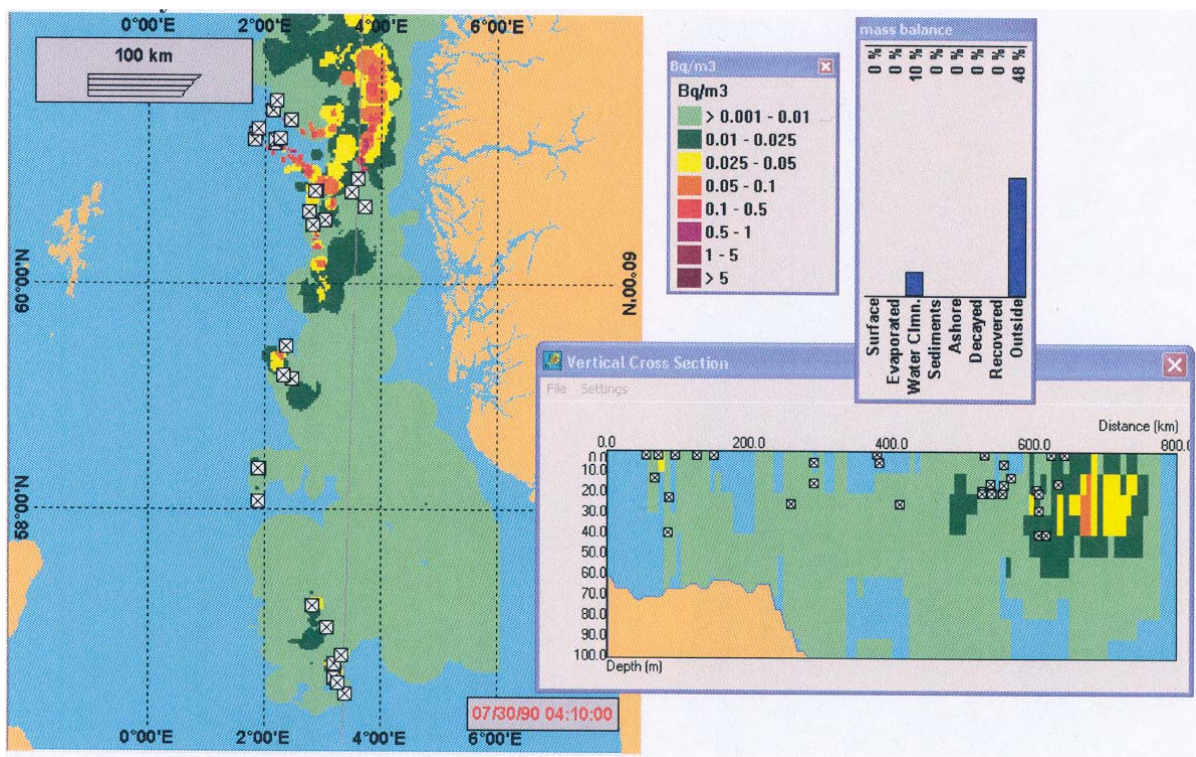 0°00'E 2°00'E 4°00'E 6°00'E
100 km
60°00'N
N.00.09
58°00'N
07/30/90 04:10:00
0°00'E 2°00'E 4°00'E 6°00'E
Bq/m3
Bq/m3
> 0.001 - 0.01
0.01 - 0.025
0.025 - 0.05
0.05 - 0.1
0.1 - 0.5
0.5 - 1
1 - 5
> 5
mass balance
0 % 0 % 10 % 0 % 0 % 0 % 0 % 48 %
Surface
Evaporated
Water Clmn.
Sediments
Ashore
Decayed
Recovered
Outside
Vertical Cross Section
File Settings
Distance (km)
0.0 200.0 400.0 600.0 800.0
0.0
10.0
20.0
30.0
40.0
50.0
60.0
70.0
80.0
90.0
100.0
Depth (m)